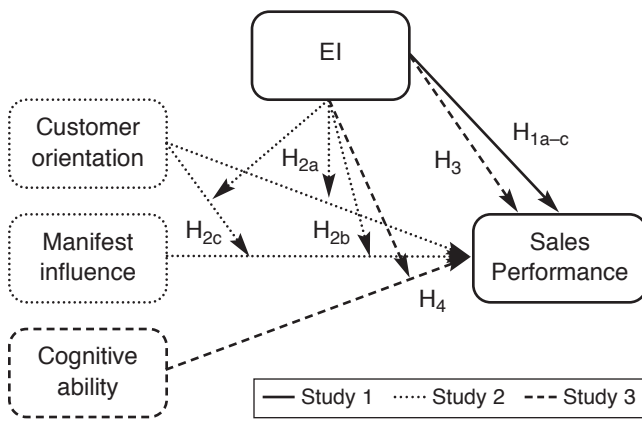 EI
Customer
orientation
H1a–c
H2a
H3
H2c
H2b
Manifest
influence
Sales
Performance
H4
Cognitive
ability
Study 1
Study 2
Study 3